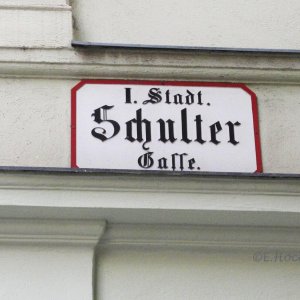 I. Stadt.
Schulter
Gasse.